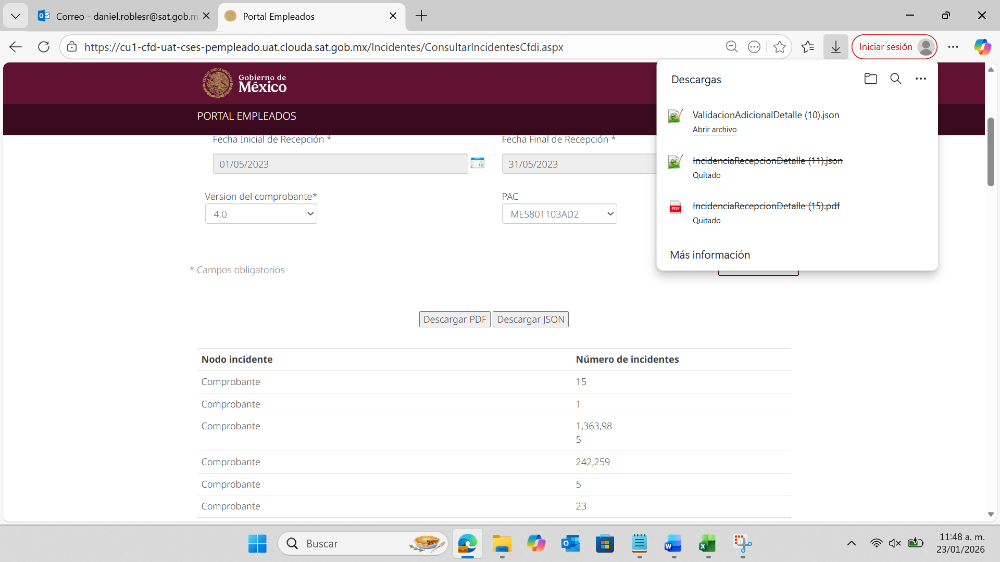 Correo - daniel.roblesr@sat.gob.m
Portal Empleados
https://cu1-cfd-uat-cses-pempleado.uat.clouda.sat.gob.mx/Incidentes/ConsultarIncidentesCfdi.aspx
Iniciar sesión
Gobierno de
México
PORTAL EMPLEADOS
Descargas
ValidacionAdicionalDetalle (10).json
Abrir archivo
IncidenciaRecepcionDetalle (11).json
Quitado
IncidenciaRecepcionDetalle (15).pdf
Quitado
Más información
Fecha Inicial de Recepción *
Fecha Final de Recepción *
01/05/2023
31/05/2023
Version del comprobante*
PAC
4.0
MES801103AD2
* Campos obligatorios
Descargar PDF
Descargar JSON
Nodo incidente
Número de incidentes
Comprobante
15
Comprobante
1
Comprobante
1,363,98
5
Comprobante
242,259
Comprobante
5
Comprobante
23
Buscar
11:48 a. m.
23/01/2026